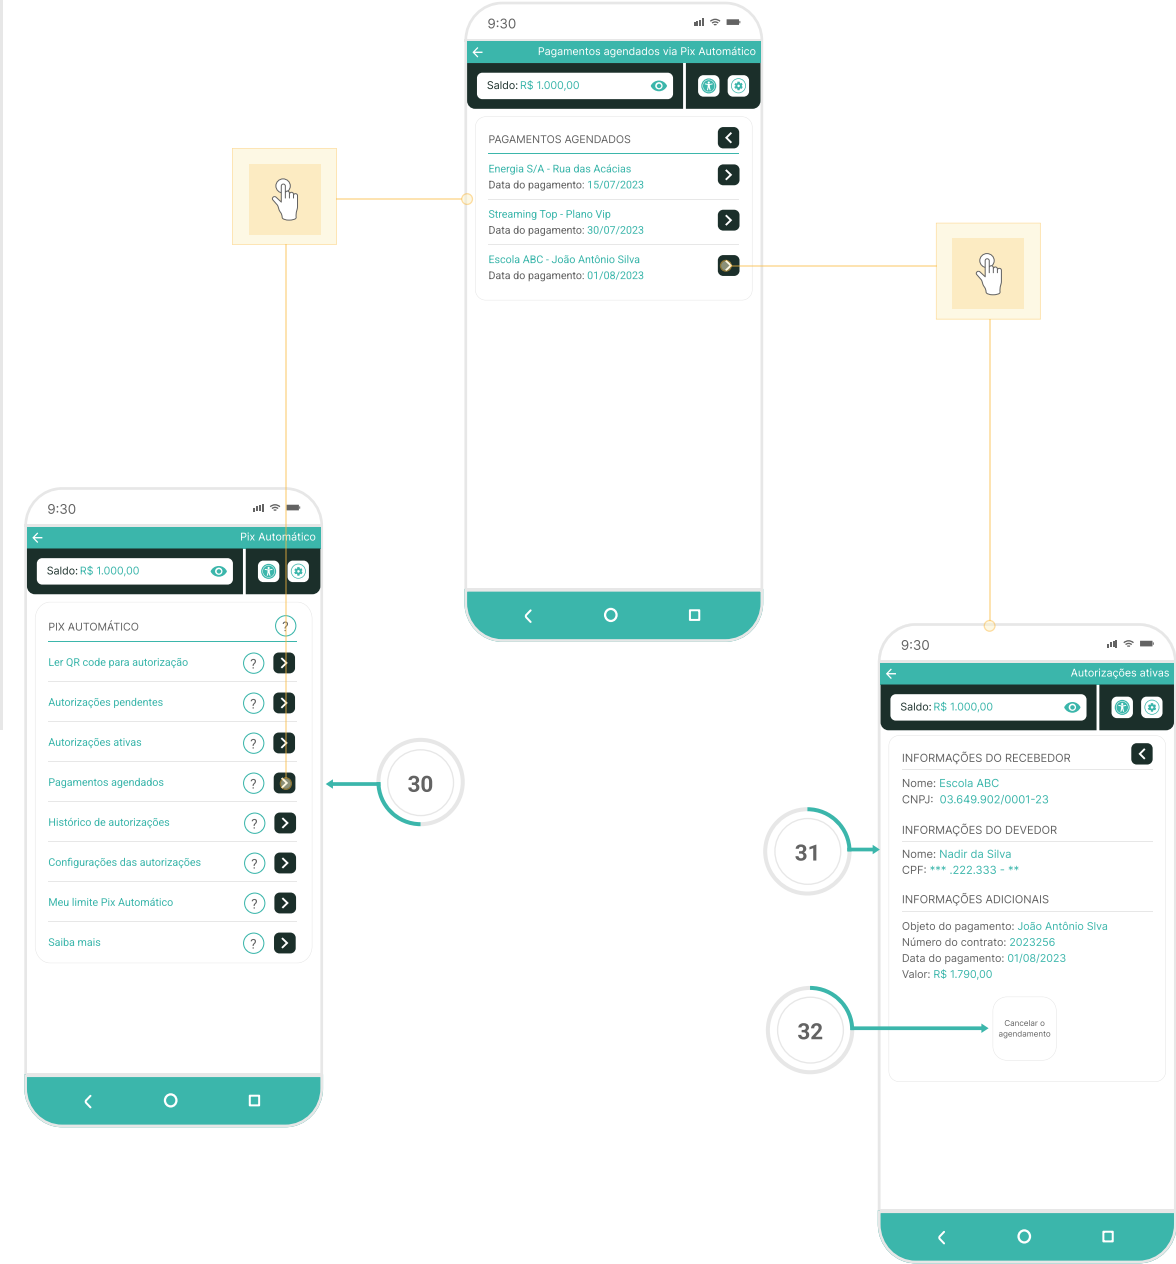 9:30
Pagamentos agendados via Pix Automático
Saldo: R$ 1.000,00
PAGAMENTOS AGENDADOS
Energia S/A - Rua das Acácias
Data do pagamento: 15/07/2023
Streaming Top - Plano Vip
Data do pagamento: 30/07/2023
Escola ABC - João Antônio Silva
Data do pagamento: 01/08/2023
9:30
Pix Automático
Saldo: R$ 1.000,00
PIX AUTOMÁTICO ?
Ler QR code para autorização ?
Autorizações pendentes ?
Autorizações ativas ?
Pagamentos agendados ?
Histórico de autorizações ?
Configurações das autorizações ?
Meu limite Pix Automático ?
Saiba mais ?
30
9:30
Autorizações ativas
Saldo: R$ 1.000,00
INFORMAÇÕES DO RECEBEDOR
Nome: Escola ABC
CNPJ: 03.649.902/0001-23
INFORMAÇÕES DO DEVEDOR
Nome: Nadir da Silva
CPF: *** .222.333 - **
INFORMAÇÕES ADICIONAIS
Objeto do pagamento: João Antônio Slva
Número do contrato: 2023256
Data do pagamento: 01/08/2023
Valor: R$ 1.790,00
Cancelar o
agendamento
31
32